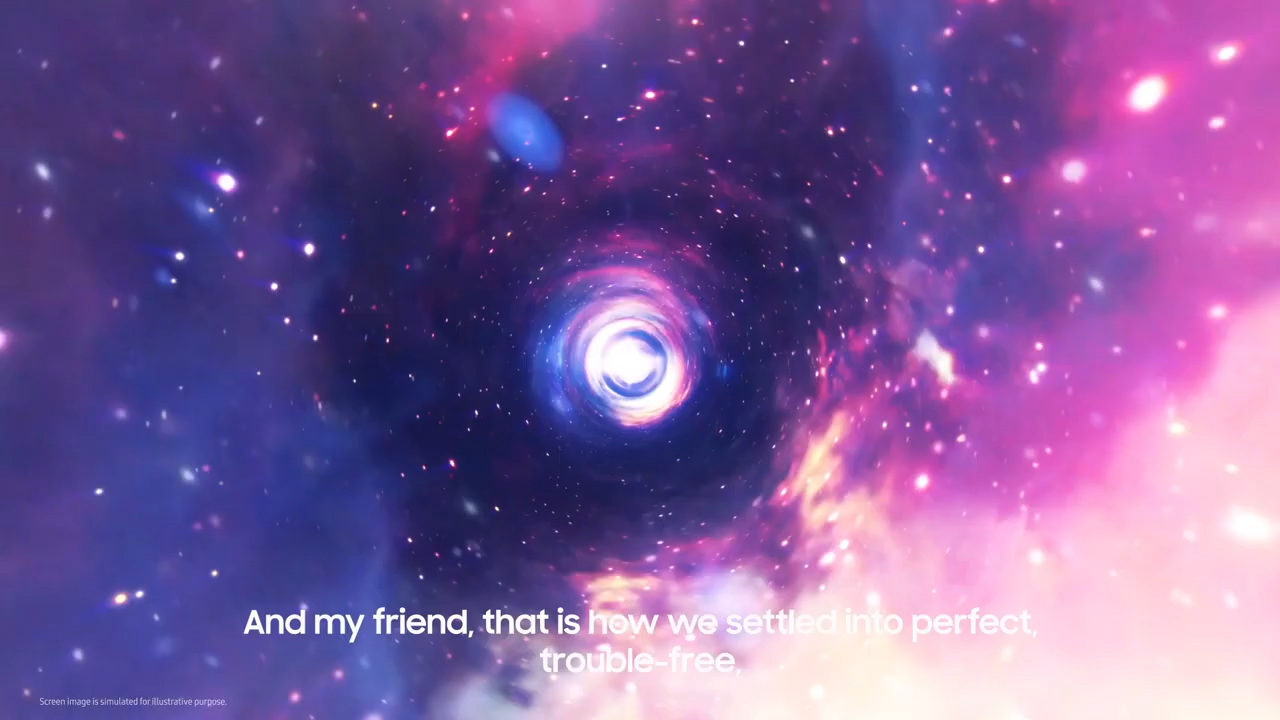 And my friend, that is how we settled into perfect,
trouble-free,
Screen image is simulated for illustrative purpose.